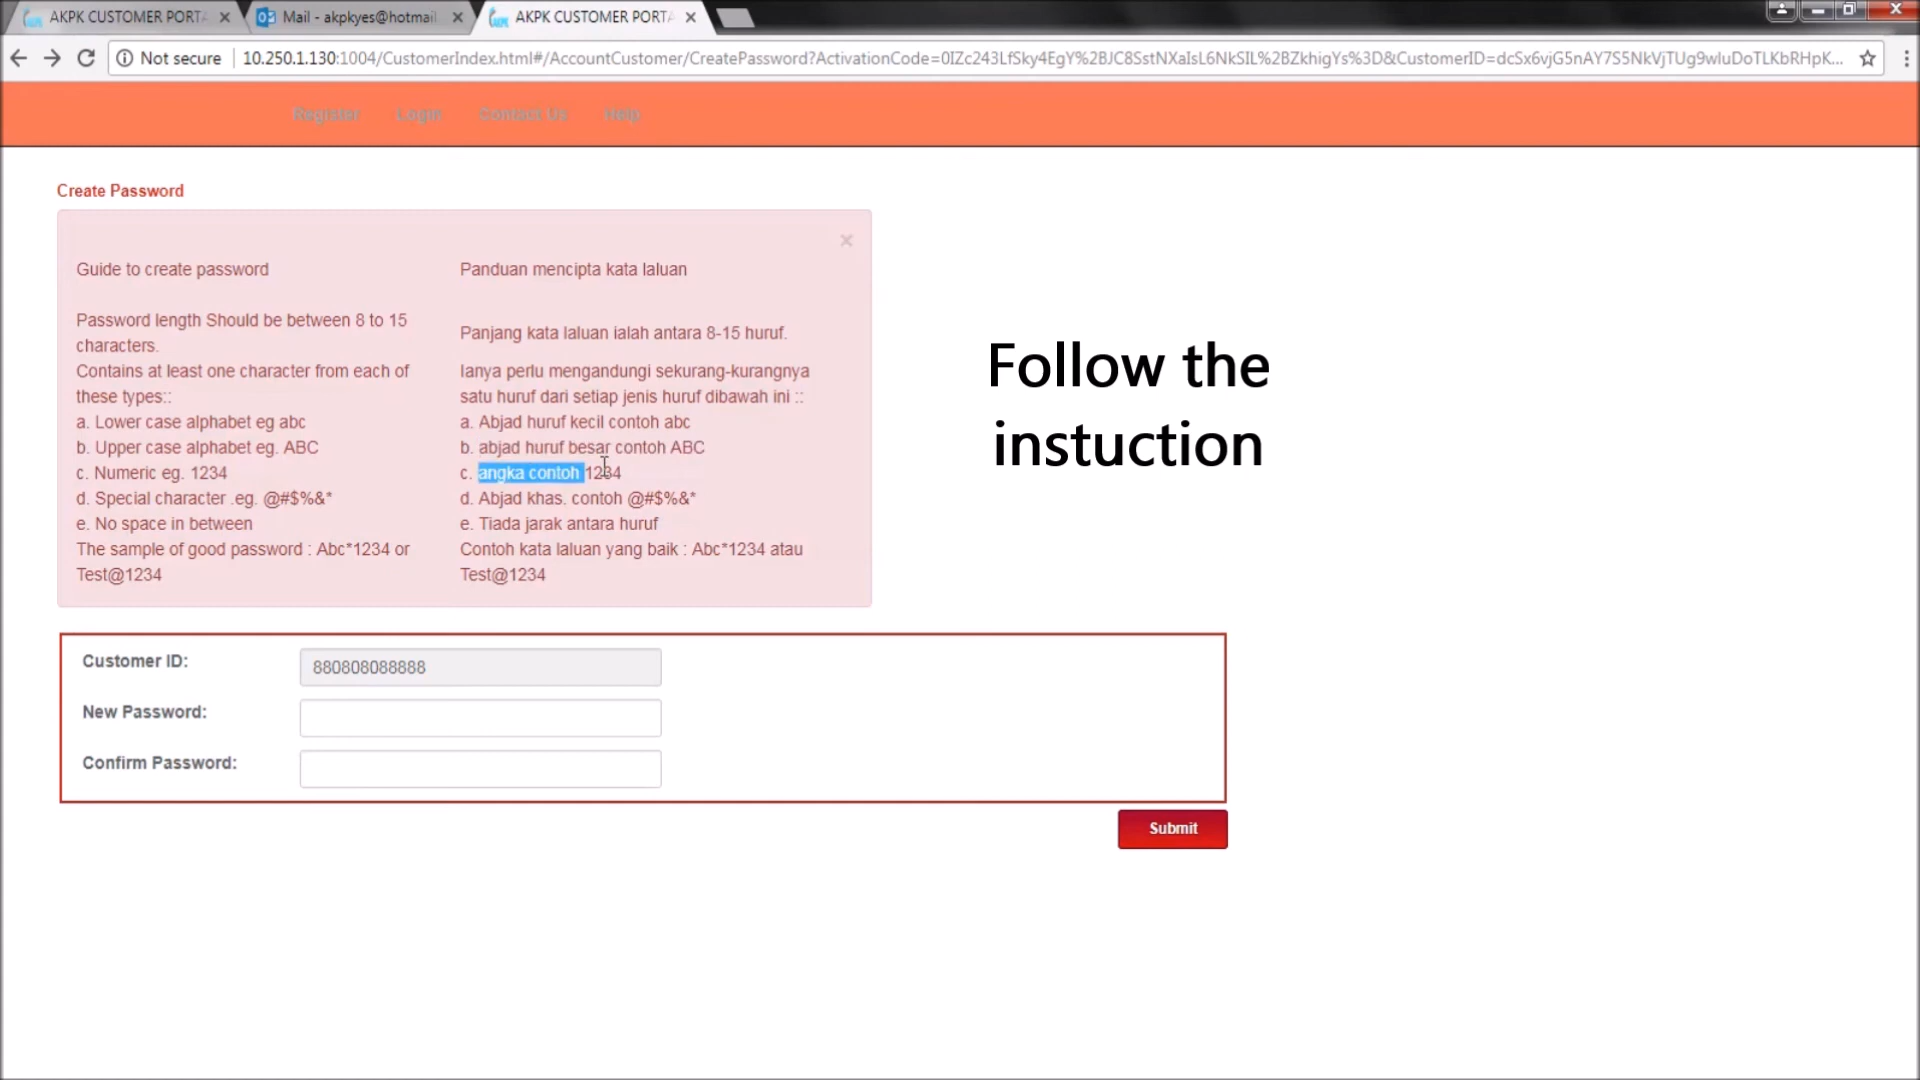 AKPK CUSTOMER PORTA
Mail - akpkyes@hotmail
AKPK CUSTOMER PORTA
Not secure
10.250.1.130:1004/CustomerIndex.html#/AccountCustomer/CreatePassword?ActivationCode=0IZc243LfSky4EgY%2BJC8SstNXaIsL6NkSIL%2BZkhigYs%3D&CustomerID=dcSx6vjG5nAY7S5NkVjTUg9wluDoTLKbRHpK...
Register Login Contact Us Help
Create Password
Guide to create password
Password length Should be between 8 to 15
characters.
Contains at least one character from each of
these types::
a. Lower case alphabet eg abc
b. Upper case alphabet eg. ABC
c. Numeric eg. 1234
d. Special character .eg. @#$%&*
e. No space in between
The sample of good password : Abc*1234 or
Test@1234
Panduan mencipta kata laluan
Panjang kata laluan ialah antara 8-15 huruf.
Ianya perlu mengandungi sekurang-kurangnya
satu huruf dari setiap jenis huruf dibawah ini ::
a. Abjad huruf kecil contoh abc
b. abjad huruf besar contoh ABC
c. angka contoh 1234
d. Abjad khas. contoh @#$%&*
e. Tiada jarak antara huruf
Contoh kata laluan yang baik : Abc*1234 atau
Test@1234
Follow the
instuction
Customer ID: 880808088888
New Password:
Confirm Password:
Submit